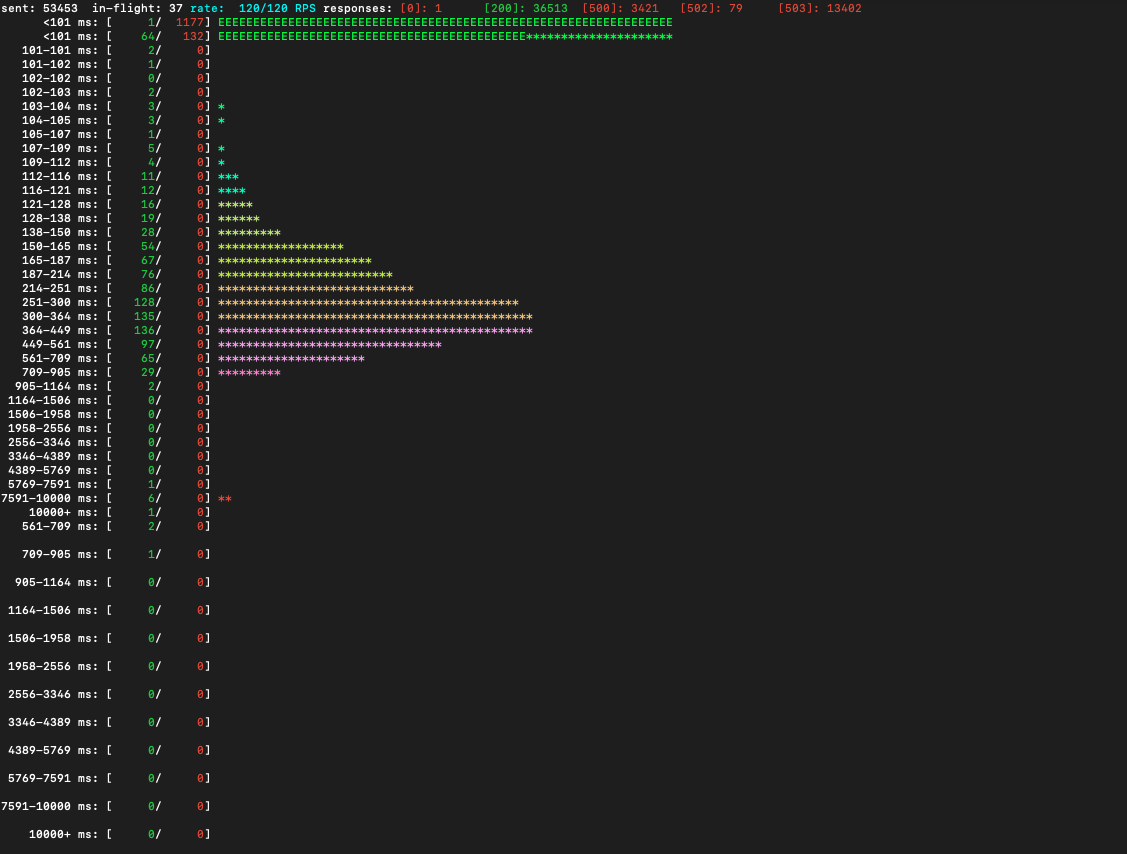 sent: 53453  in-flight: 37 rate:  120/120 RPS responses: [0]: 1      [200]: 36513  [500]: 3421   [502]: 79     [503]: 13402
<101 ms: [     1/  1177] EEEEEEEEEEEEEEEEEEEEEEEEEEEEEEEEEEEEEEEEEEEEEEEEEEEEEEEEEEEEEEEEE
<101 ms: [    64/   132] EEEEEEEEEEEEEEEEEEEEEEEEEEEEEEEEEEEEEEEEEEEE*********************
101-101 ms: [     2/     0]
101-102 ms: [     1/     0]
102-102 ms: [     0/     0]
102-103 ms: [     2/     0]
103-104 ms: [     3/     0] *
104-105 ms: [     3/     0] *
105-107 ms: [     1/     0]
107-109 ms: [     5/     0] *
109-112 ms: [     4/     0] *
112-116 ms: [    11/     0] ***
116-121 ms: [    12/     0] ****
121-128 ms: [    16/     0] *****
128-138 ms: [    19/     0] ******
138-150 ms: [    28/     0] *********
150-165 ms: [    54/     0] ******************
165-187 ms: [    67/     0] **********************
187-214 ms: [    76/     0] *************************
214-251 ms: [    86/     0] ****************************
251-300 ms: [   128/     0] *******************************************
300-364 ms: [   135/     0] *********************************************
364-449 ms: [   136/     0] *********************************************
449-561 ms: [    97/     0] ********************************
561-709 ms: [    65/     0] *********************
709-905 ms: [    29/     0] *********
905-1164 ms: [     2/     0]
1164-1506 ms: [     0/     0]
1506-1958 ms: [     0/     0]
1958-2556 ms: [     0/     0]
2556-3346 ms: [     0/     0]
3346-4389 ms: [     0/     0]
4389-5769 ms: [     0/     0]
5769-7591 ms: [     1/     0]
7591-10000 ms: [     6/     0] **
10000+ ms: [     1/     0]
561-709 ms: [     2/     0]
709-905 ms: [     1/     0]
905-1164 ms: [     0/     0]
1164-1506 ms: [     0/     0]
1506-1958 ms: [     0/     0]
1958-2556 ms: [     0/     0]
2556-3346 ms: [     0/     0]
3346-4389 ms: [     0/     0]
4389-5769 ms: [     0/     0]
5769-7591 ms: [     0/     0]
7591-10000 ms: [     0/     0]
10000+ ms: [     0/     0]